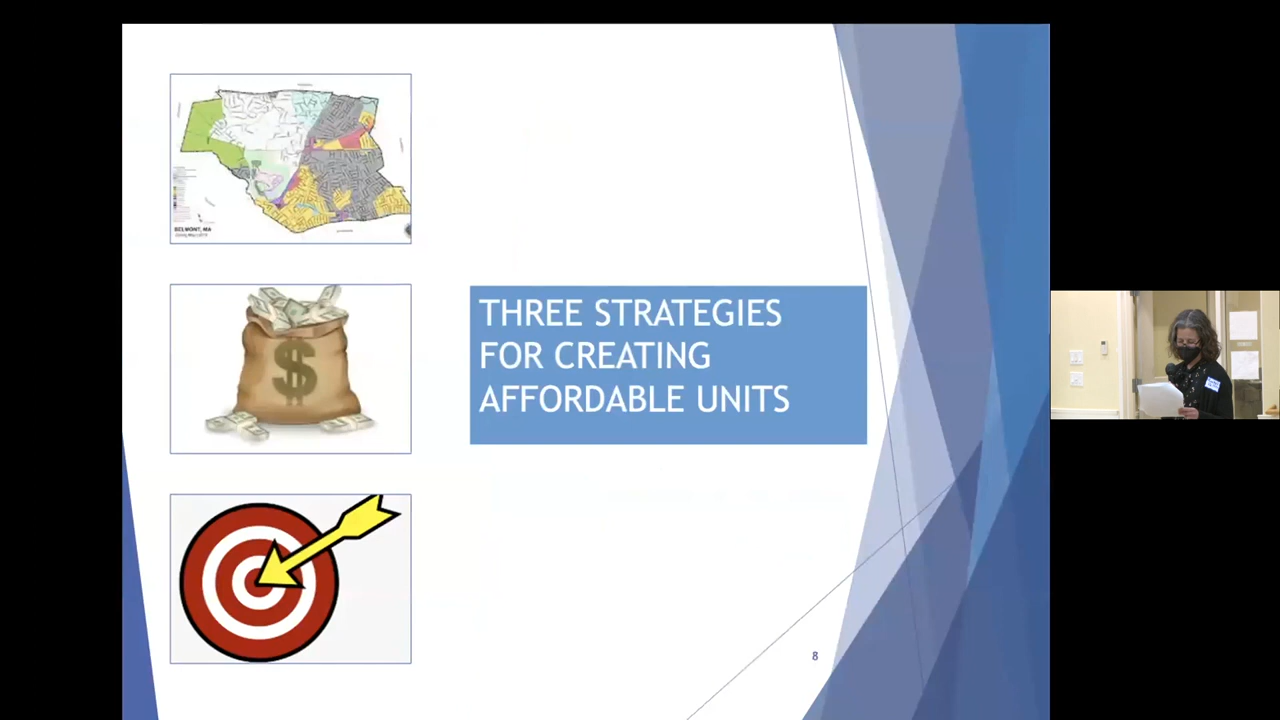 BELMONT, MA
$
THREE STRATEGIES
FOR CREATING
AFFORDABLE UNITS
8